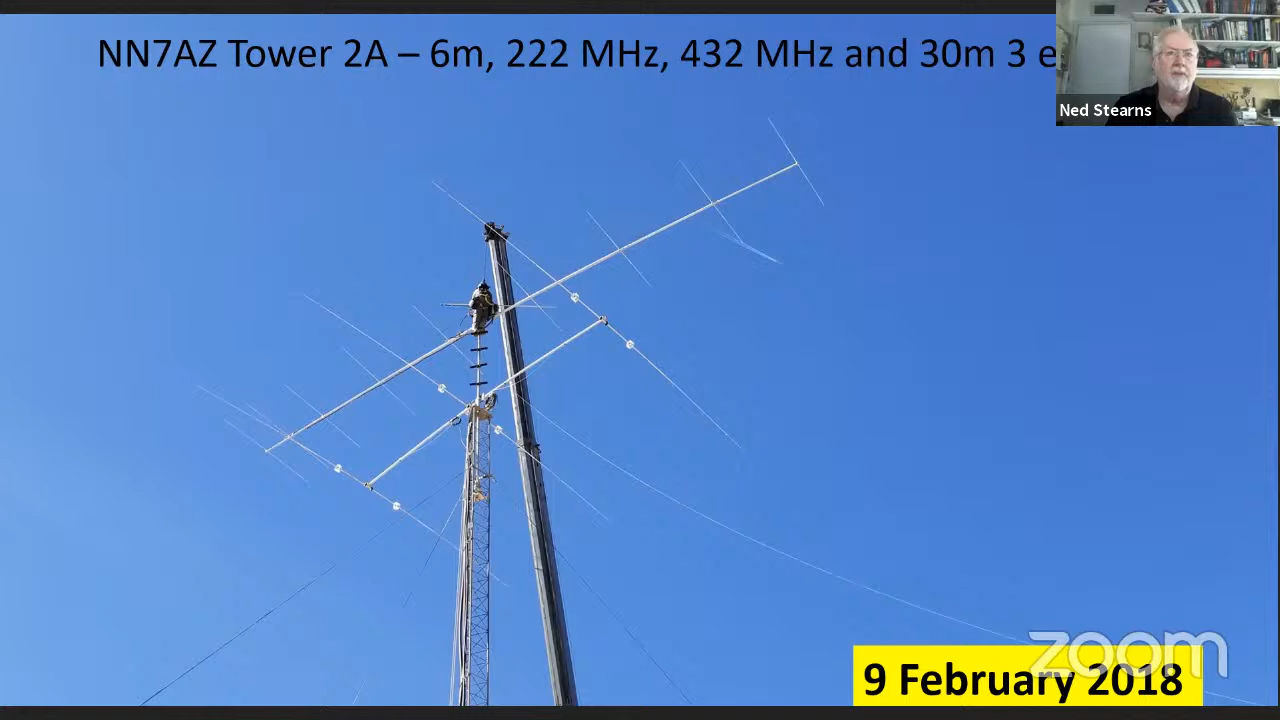 NN7AZ Tower 2A – 6m, 222 MHz, 432 MHz and 30m 3 e
Ned Stearns
zoom
9 February 2018